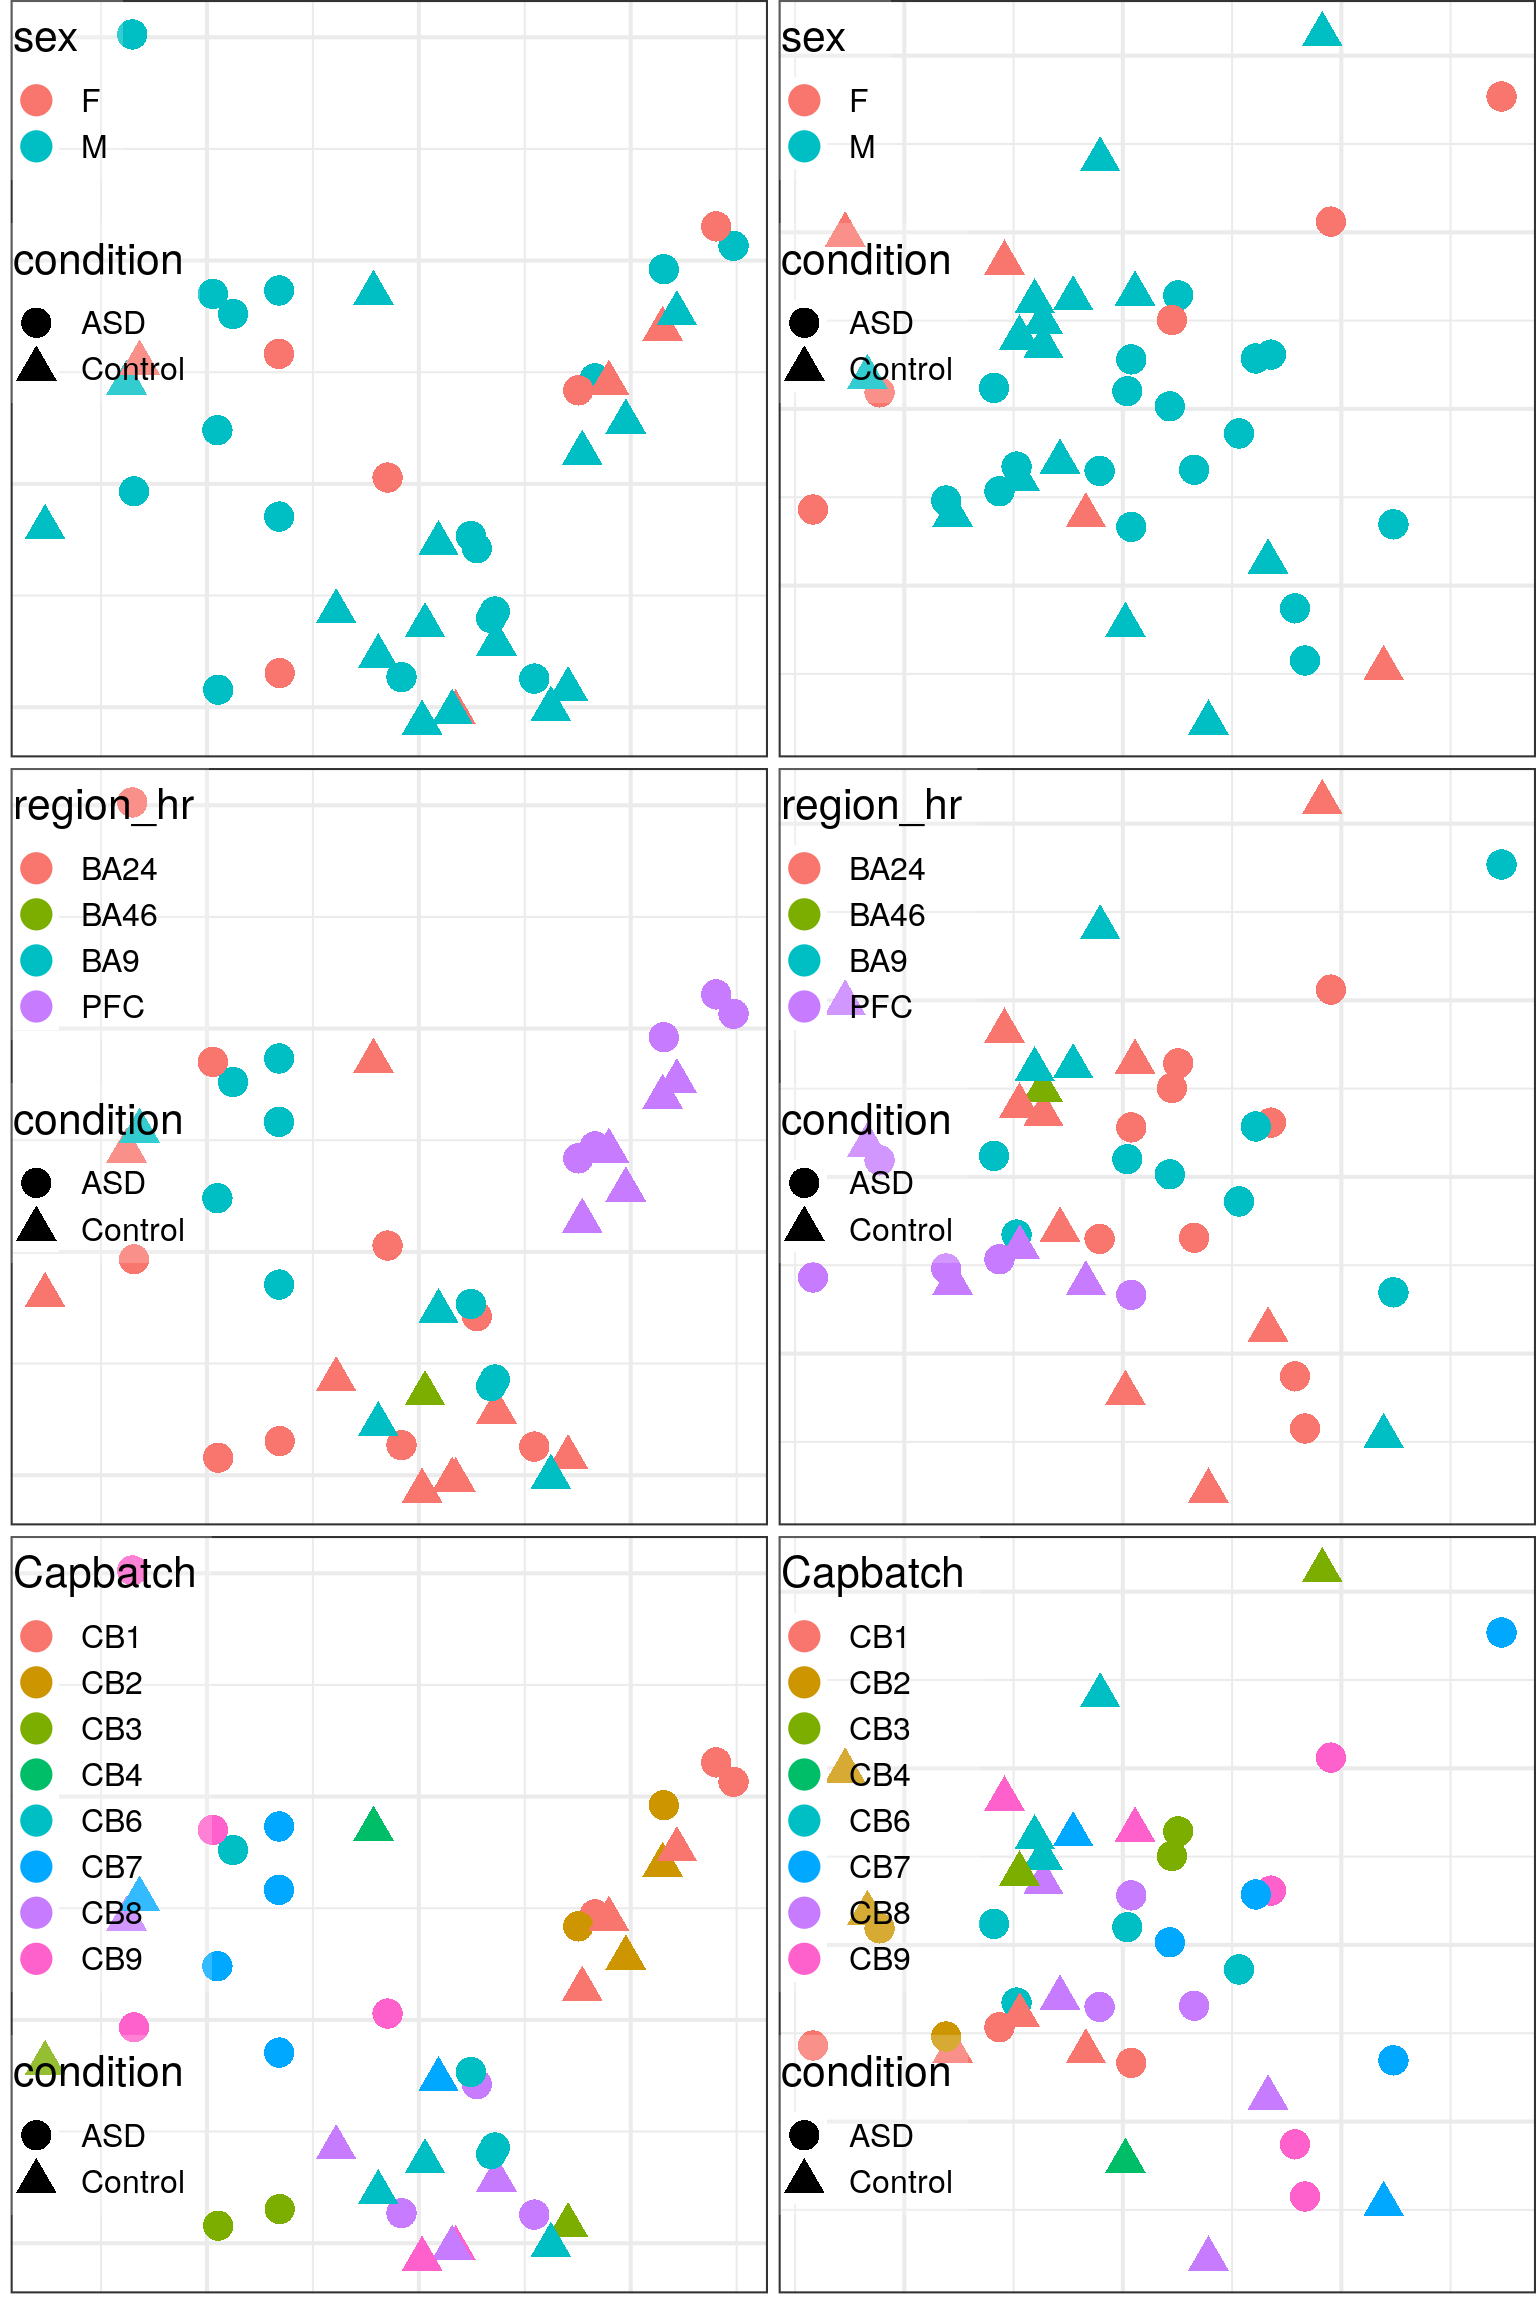 sex
F
M
condition
ASD
Control
sex
F
M
condition
ASD
Control
region_hr
BA24
BA46
BA9
PFC
condition
ASD
Control
region_hr
BA24
BA46
BA9
PFC
condition
ASD
Control
Capbatch
CB1
CB2
CB3
CB4
CB6
CB7
CB8
CB9
condition
ASD
Control
Capbatch
CB1
CB2
CB3
CB4
CB6
CB7
CB8
CB9
condition
ASD
Control